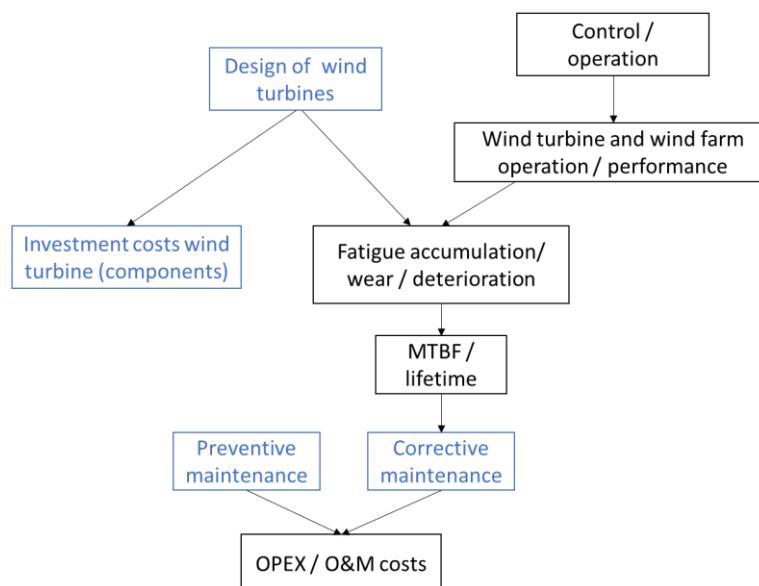 Control /
operation
Design of wind
turbines
Wind turbine and wind farm
operation / performance
Investment costs wind
turbine (components)
Fatigue accumulation/
wear / deterioration
MTBF /
lifetime
Preventive
maintenance
Corrective
maintenance
OPEX / O&M costs